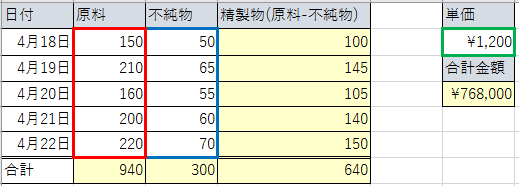 日付 原料 不純物 精製物(原料-不純物) 単価
4月18日 150 50 100 ¥1,200
4月19日 210 65 145 合計金額
4月20日 160 55 105 ¥768,000
4月21日 200 60 140
4月22日 220 70 150
合計 940 300 640